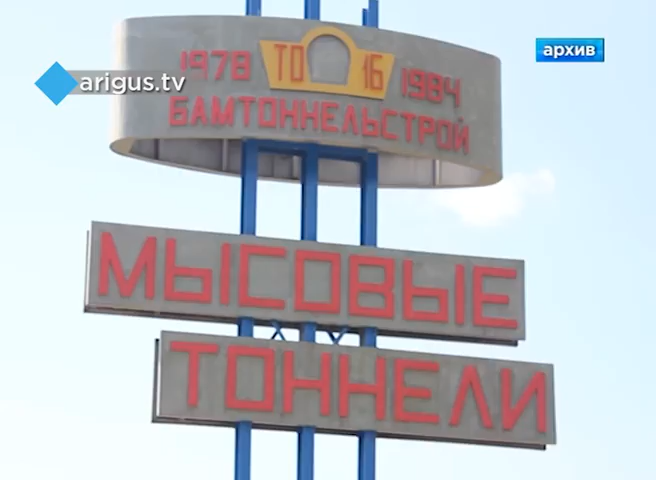 arigus.tv
архив
1978 ТО 16 1984
БАМТОННЕЛЬСТРОЙ
МЫСОВЫЕ
ТОННЕЛИ